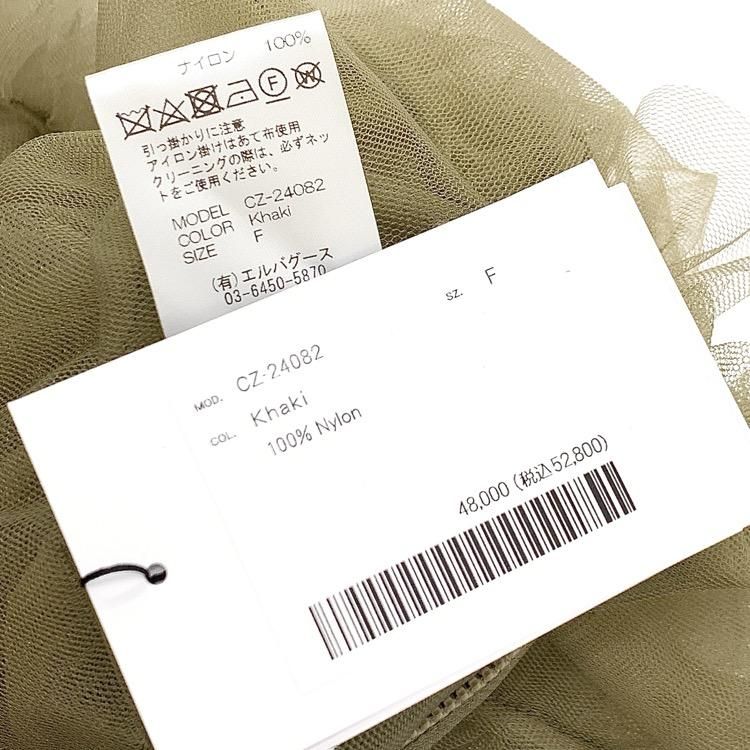 ナイロン 100%
F W
引っ掛かりに注意
アイロン掛けはあて布使用
クリーニングの際は、必ずネッ
トをご使用ください。
MODEL CZ-24082
COLOR Khaki
SIZE F
(有)エルパグース
03-6450-5870
SZ. F
MOD. CZ-24082
COL. Khaki
100% Nylon
48,000 (税込52,800)